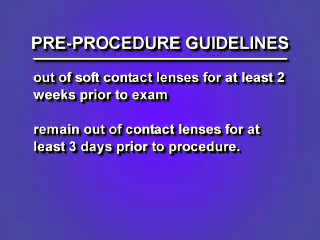 PRE-PROCEDURE GUIDELINES
out of soft contact lenses for at least 2
weeks prior to exam
remain out of contact lenses for at
least 3 days prior to procedure.